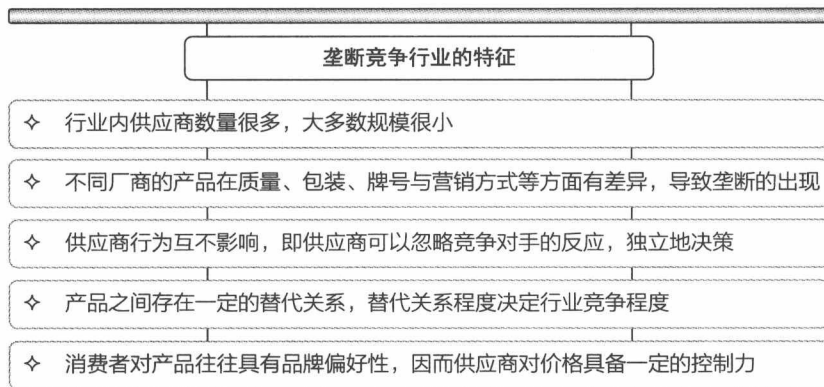 垄断竞争行业的特征
✧ 行业内供应商数量很多，大多数规模很小
✧ 不同厂商的产品在质量、包装、牌号与营销方式等方面有差异，导致垄断的出现
✧ 供应商行为互不影响，即供应商可以忽略竞争对手的反应，独立地决策
✧ 产品之间存在一定的替代关系，替代关系程度决定行业竞争程度
✧ 消费者对产品往往具有品牌偏好性，因而供应商对价格具备一定的控制力